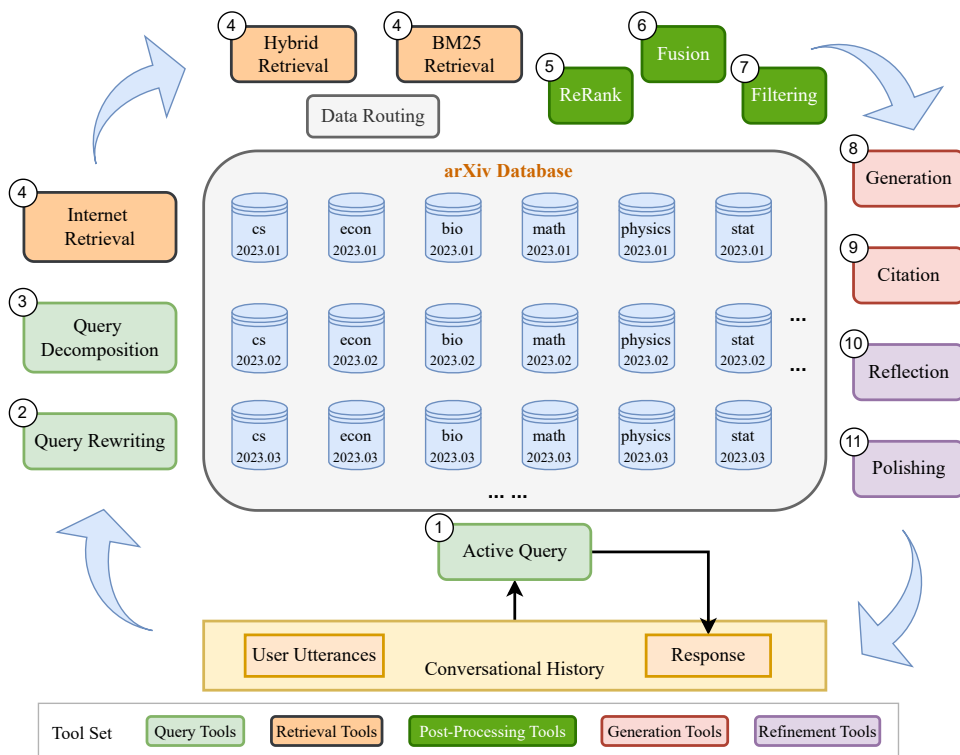 4
Hybrid
Retrieval
4
BM25
Retrieval
5
ReRank
6
Fusion
7
Filtering
Data Routing
4
Internet
Retrieval
3
Query
Decomposition
2
Query Rewriting
arXiv Database
cs
2023.01
econ
2023.01
bio
2023.01
math
2023.01
physics
2023.01
stat
2023.01
cs
2023.02
econ
2023.02
bio
2023.02
math
2023.02
physics
2023.02
stat
2023.02
...
...
cs
2023.03
econ
2023.03
bio
2023.03
math
2023.03
physics
2023.03
stat
2023.03
... ...
8
Generation
9
Citation
10
Reflection
11
Polishing
1
Active Query
User Utterances
Conversational History
Response
Tool Set
Query Tools
Retrieval Tools
Post-Processing Tools
Generation Tools
Refinement Tools